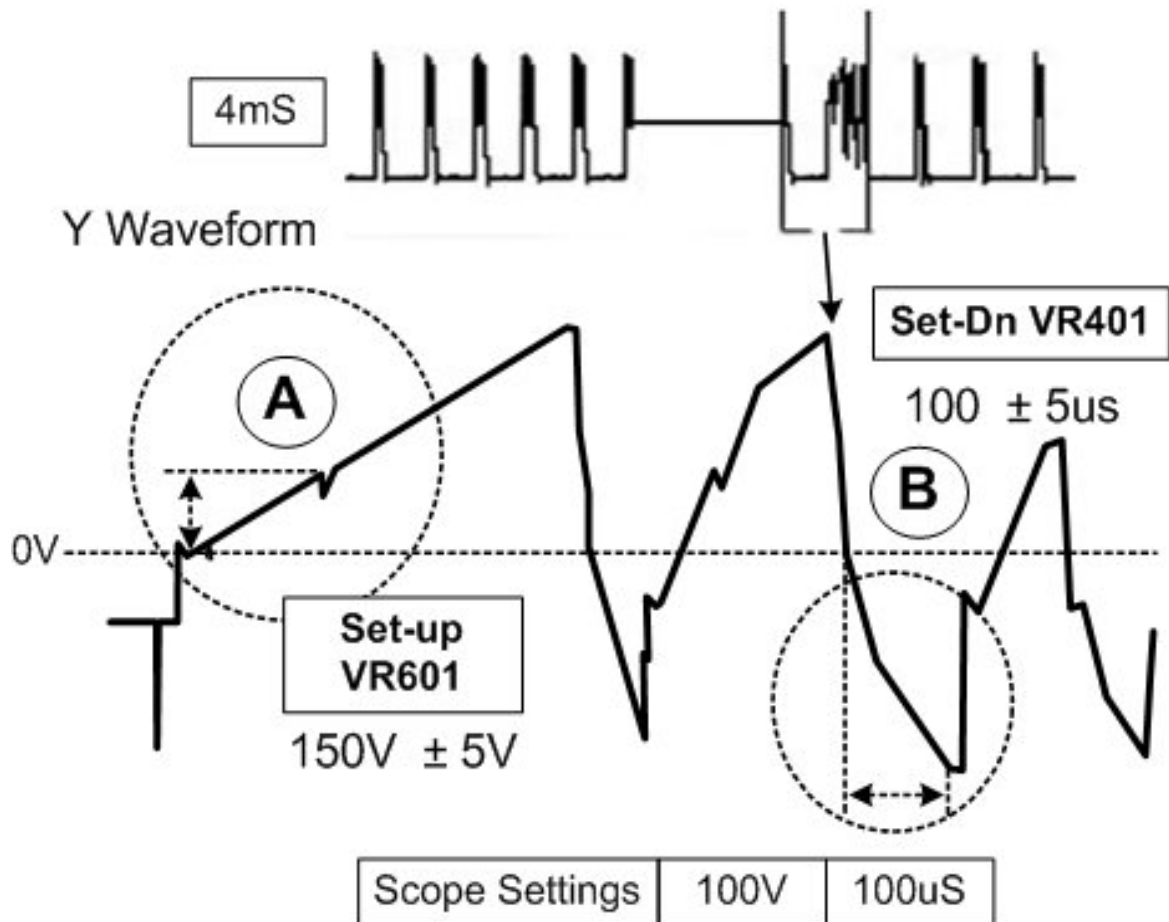 4mS
Y Waveform
Set-Dn VR401
100 ± 5us
A
B
0V
Set-up
VR601
150V ± 5V
Scope Settings 100V 100uS